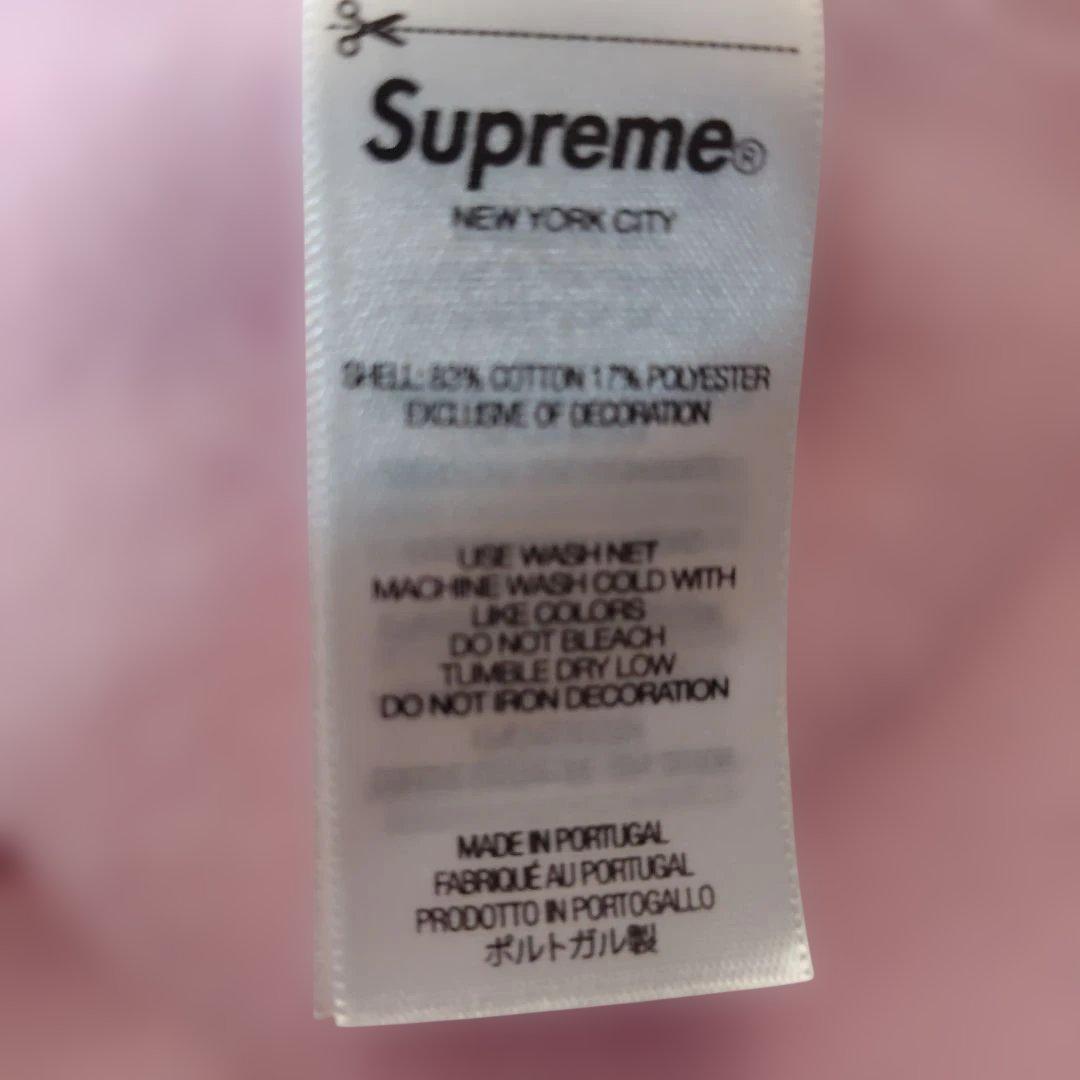 Supreme®
NEW YORK CITY
SHELL: 83% COTTON 17% POLYESTER
EXCLUSIVE OF DECORATION
USE WASH NET
MACHINE WASH COLD WITH
LIKE COLORS
DO NOT BLEACH
TUMBLE DRY LOW
DO NOT IRON DECORATION
MADE IN PORTUGAL
FABRIQUÉ AU PORTUGAL
PRODOTTO IN PORTOGALLO
ポルトガル製